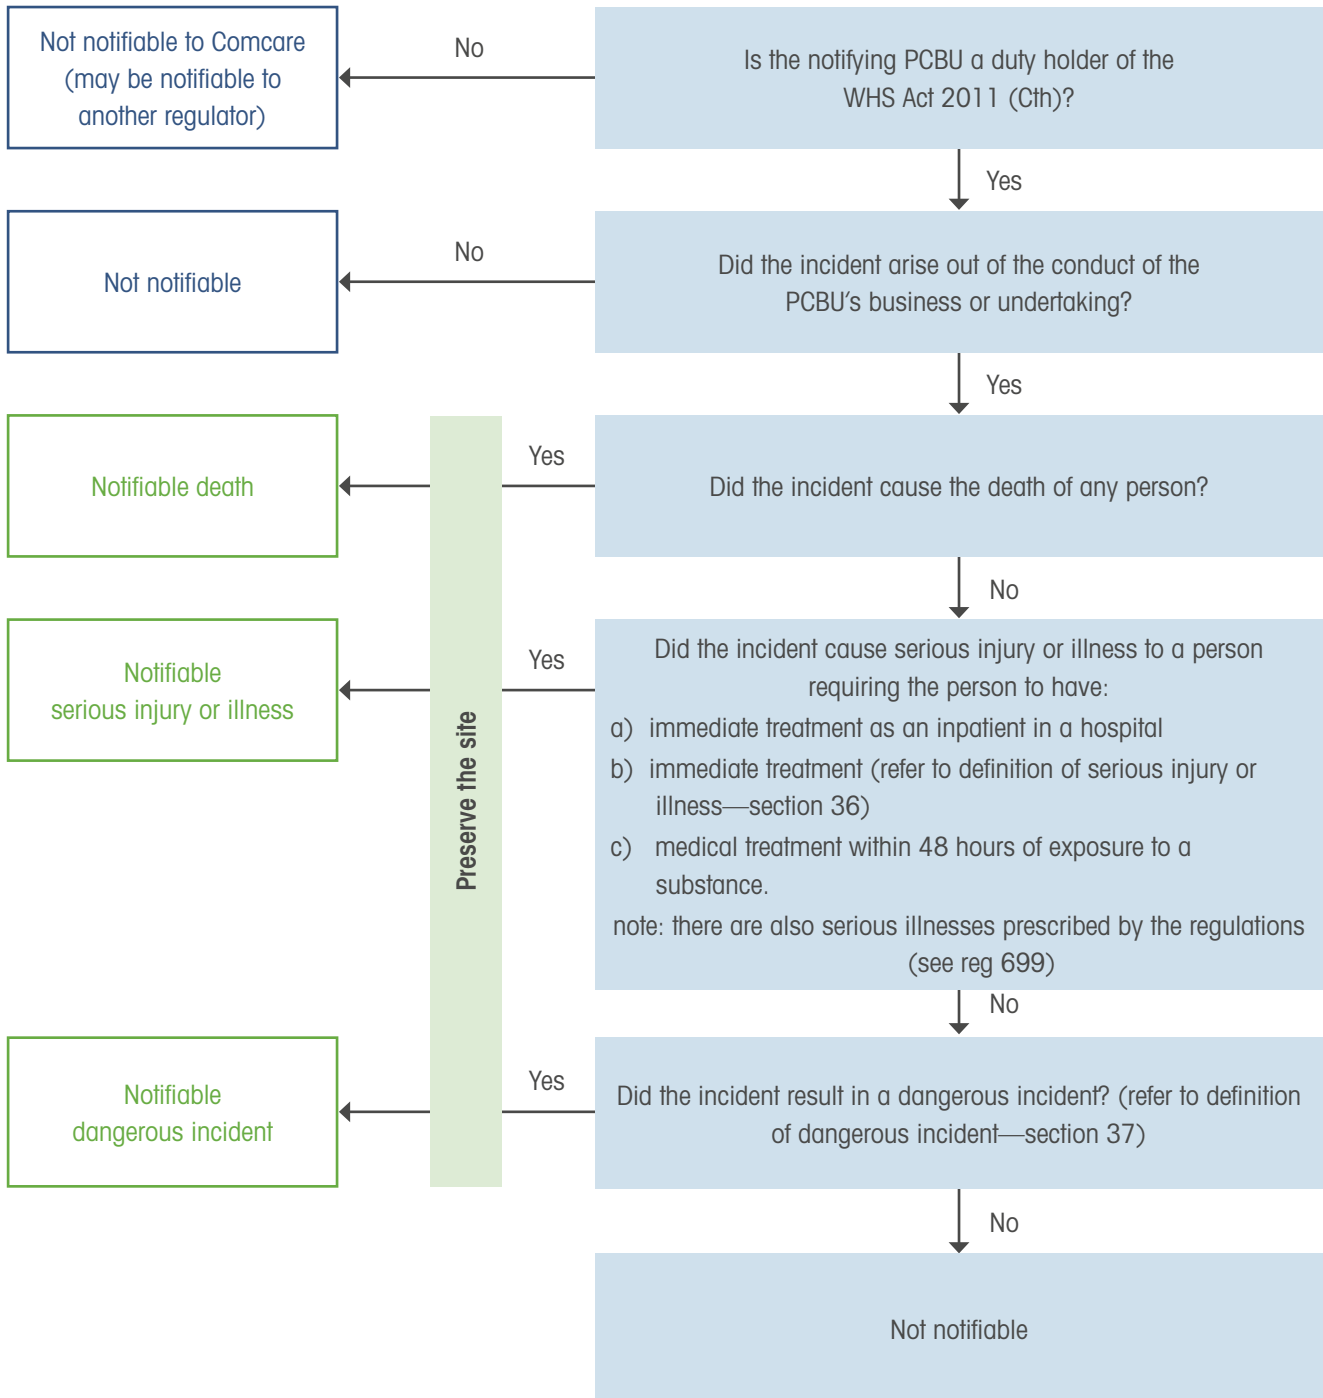 Not notifiable to Comcare
(may be notifiable to
another regulator)
No
Is the notifying PCBU a duty holder of the
WHS Act 2011 (Cth)?
Yes
Not notifiable
No
Did the incident arise out of the conduct of the
PCBU's business or undertaking?
Yes
Notifiable death
Yes
Did the incident cause the death of any person?
No
Notifiable
serious injury or illness
Preserve the site
Yes
Did the incident cause serious injury or illness to a person
requiring the person to have:
a) immediate treatment as an inpatient in a hospital
b) immediate treatment (refer to definition of serious injury or
illness—section 36)
c) medical treatment within 48 hours of exposure to a
substance.
note: there are also serious illnesses prescribed by the regulations
(see reg 699)
No
Notifiable
dangerous incident
Yes
Did the incident result in a dangerous incident? (refer to definition
of dangerous incident—section 37)
No
Not notifiable